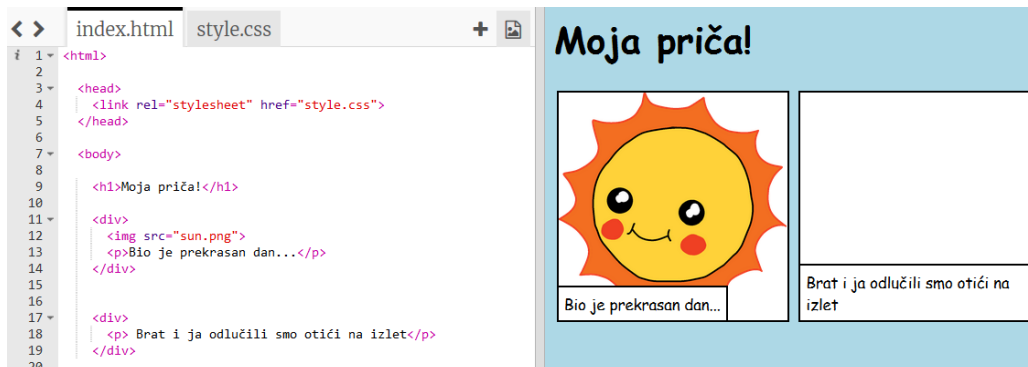 index.html style.css
i 1 <html>
2
3 <head>
4 <link rel="stylesheet" href="style.css">
5 </head>
6
7 <body>
8
9 <h1>Moja priča!</h1>
10
11 <div>
12 <img src="sun.png">
13 <p>Bio je prekrasan dan...</p>
14 </div>
15
16
17 <div>
18 <p> Brat i ja odlučili smo otići na izlet</p>
19 </div>
20
Moja priča!
Bio je prekrasan dan...
Brat i ja odlučili smo otići na
izlet